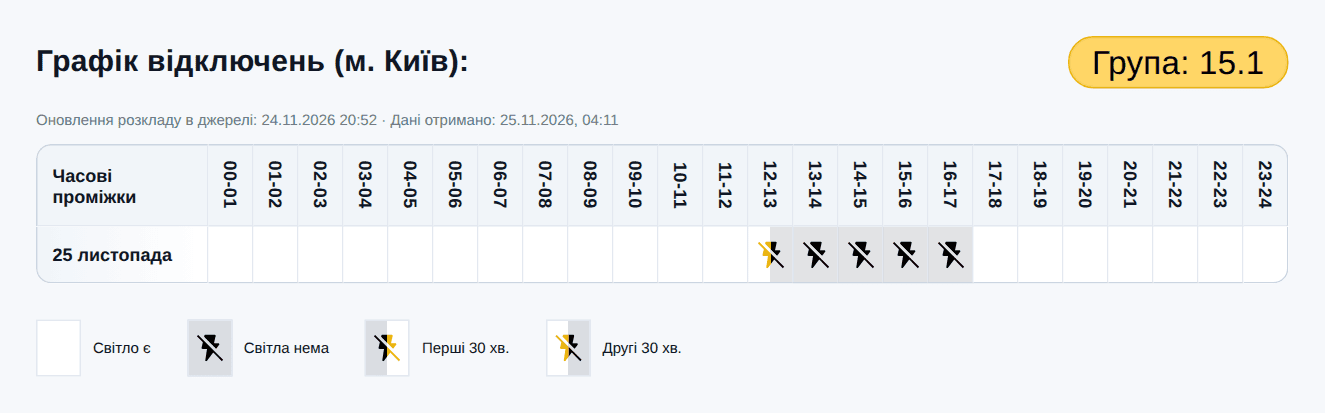 Графік відключень (м. Київ):
Група: 15.1
Оновлення розкладу в джерелі: 24.11.2026 20:52 · Дані отримано: 25.11.2026, 04:11
Часові
проміжки
00-01
01-02
02-03
03-04
04-05
05-06
06-07
07-08
08-09
09-10
10-11
11-12
12-13
13-14
14-15
15-16
16-17
17-18
18-19
19-20
20-21
21-22
22-23
23-24
25 листопада
Світло є
Світла нема
Перші 30 хв.
Другі 30 хв.